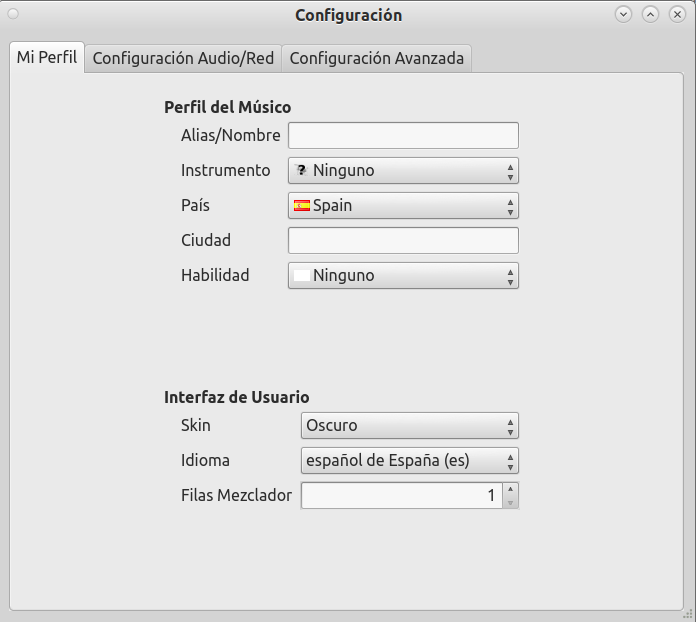 Configuración
Mi Perfil Configuración Audio/Red Configuración Avanzada
Perfil del Músico
Alias/Nombre
Instrumento ? Ninguno
País Spain
Ciudad
Habilidad Ninguno
Interfaz de Usuario
Skin Oscuro
Idioma español de España (es)
Filas Mezclador 1